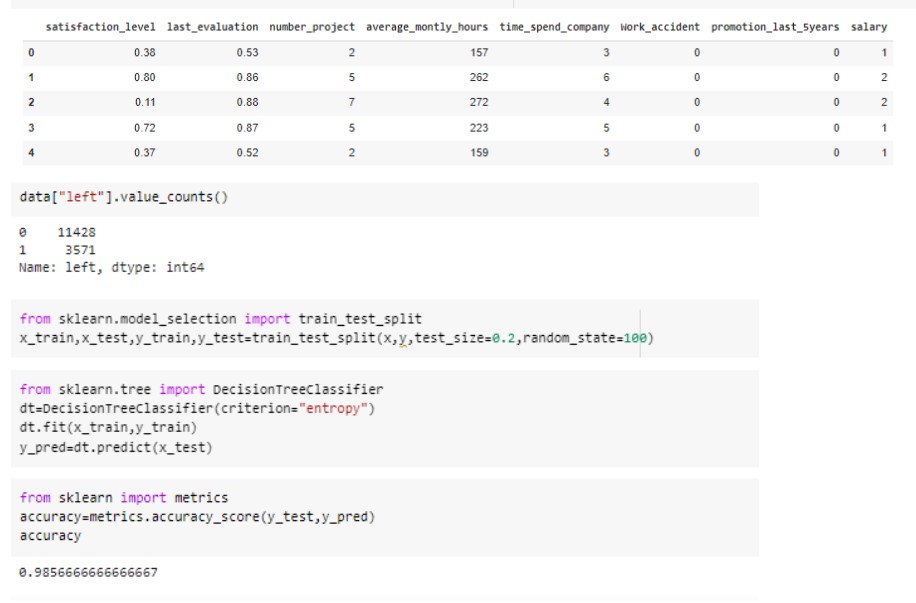 satisfaction_level last_evaluation number_project average_montly_hours time_spend_company Work_accident promotion_last_5years salary
0 0.38 0.53 2 157 3 0 0 1
1 0.80 0.86 5 262 6 0 0 2
2 0.11 0.88 7 272 4 0 0 2
3 0.72 0.87 5 223 5 0 0 1
4 0.37 0.52 2 159 3 0 0 1
data["left"].value_counts()
0 11428
1 3571
Name: left, dtype: int64
from sklearn.model_selection import train_test_split
x_train,x_test,y_train,y_test=train_test_split(x,y,test_size=0.2,random_state=100)
from sklearn.tree import DecisionTreeClassifier
dt=DecisionTreeClassifier(criterion="entropy")
dt.fit(x_train,y_train)
y_pred=dt.predict(x_test)
from sklearn import metrics
accuracy=metrics.accuracy_score(y_test,y_pred)
accuracy
0.9856666666666667